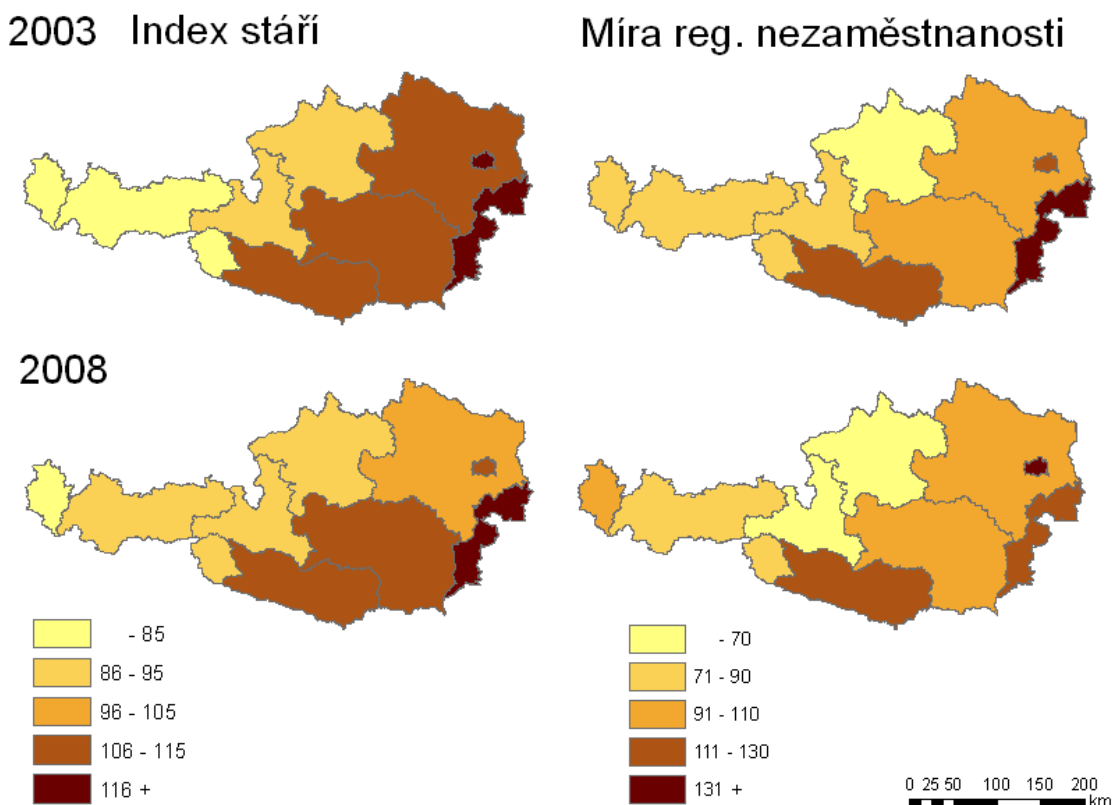 2003 Index stáří
Míra reg. nezaměstnanosti
2008
- 85
86 - 95
96 - 105
106 - 115
116 +
- 70
71 - 90
91 - 110
111 - 130
131 +
0 25 50 100 150 200
km